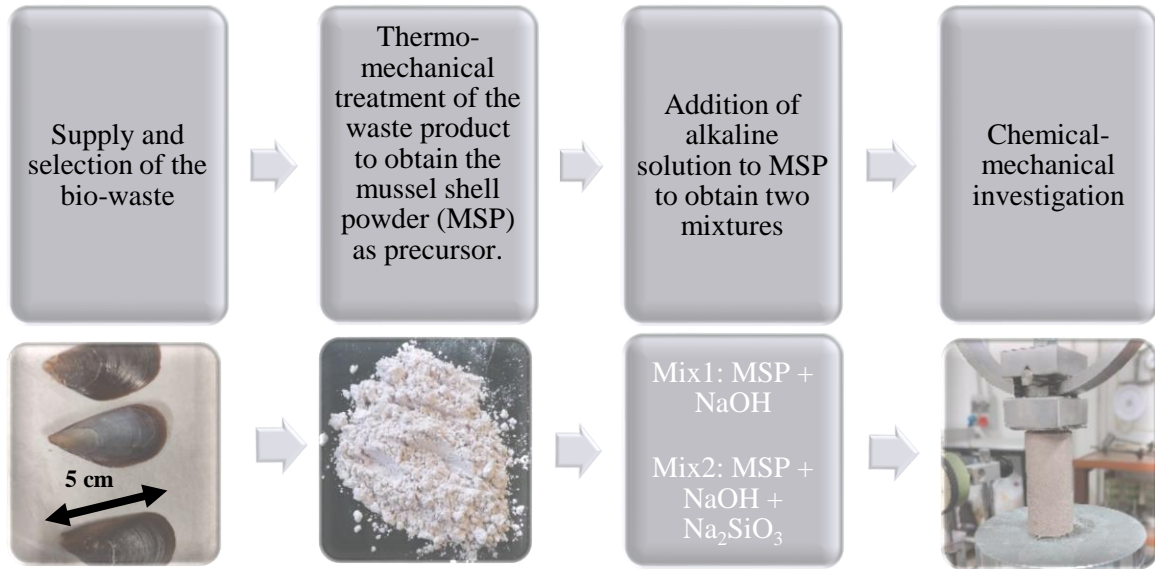 Supply and
selection of the
bio-waste
Thermo-
mechanical
treatment of the
waste product
to obtain the
mussel shell
powder (MSP)
as precursor.
Addition of
alkaline
solution to MSP
to obtain two
mixtures
Chemical-
mechanical
investigation
5 cm
Mix1: MSP +
NaOH
Mix2: MSP +
NaOH +
Na₂SiO₃